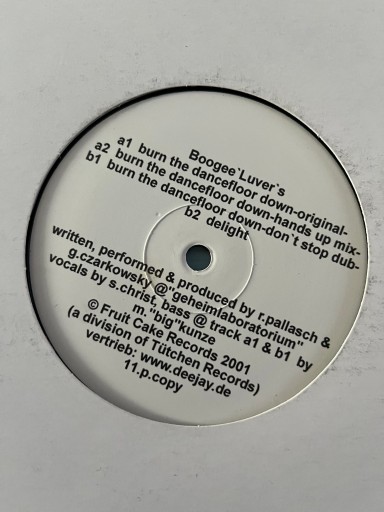 Boogee`Luver`s
a1 burn the dancefloor down-original-
a2 burn the dancefloor down-hands up mix-
b1 burn the dancefloor down-don`t stop dub-
b2 delight
written, performed & produced by r.pallasch &
g.czarkowsky @"geheimlaboratorium"
vocals by s.christ, bass @ track a1 & b1 by
m."big"kunze
© Fruit Cake Records 2001
(a division of Tütchen Records)
vertrieb: www.deejay.de
11.p.copy